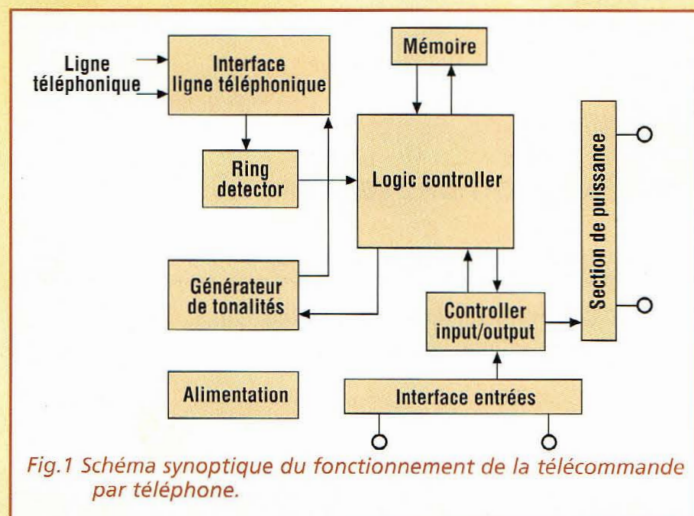 Ligne
téléphonique
Interface
ligne téléphonique
Mémoire
Ring
detector
Logic controller
Section de puissance
Générateur
de tonalités
Controller
input/output
Alimentation
Interface entrées
Fig.1 Schéma synoptique du fonctionnement de la télécommande
par téléphone.